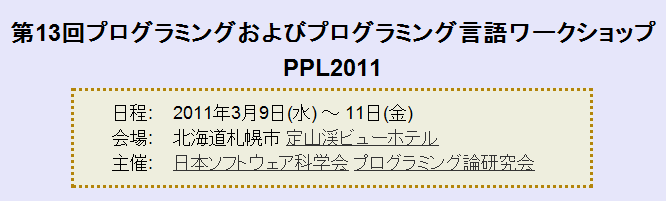 第13回プログラミングおよびプログラミング言語ワークショップ
PPL2011
日程: 2011年3月9日(水) ～ 11日(金)
会場: 北海道札幌市 定山渓ビューホテル
主催: 日本ソフトウェア科学会 プログラミング論研究会